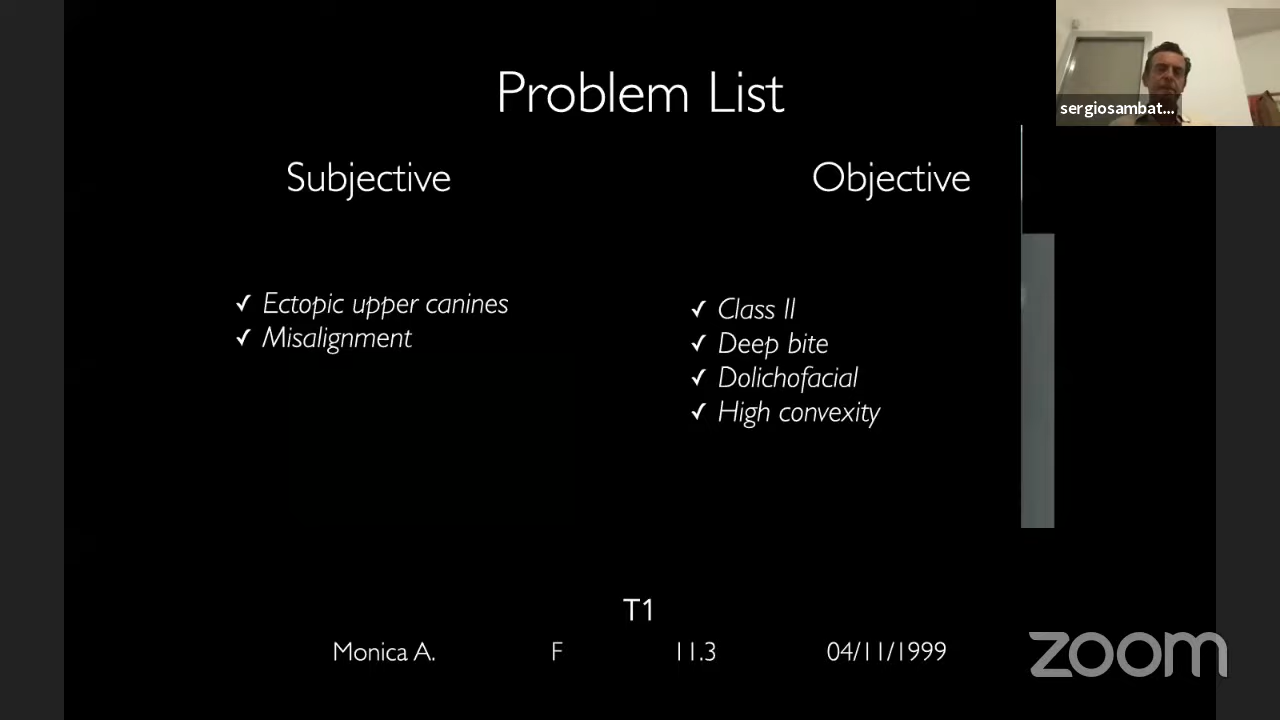 Problem List
sergiosambat...
Subjective
Objective
✓ Ectopic upper canines
✓ Misalignment
✓ Class II
✓ Deep bite
✓ Dolichofacial
✓ High convexity
T1
Monica A. F 11.3 04/11/1999
zoom